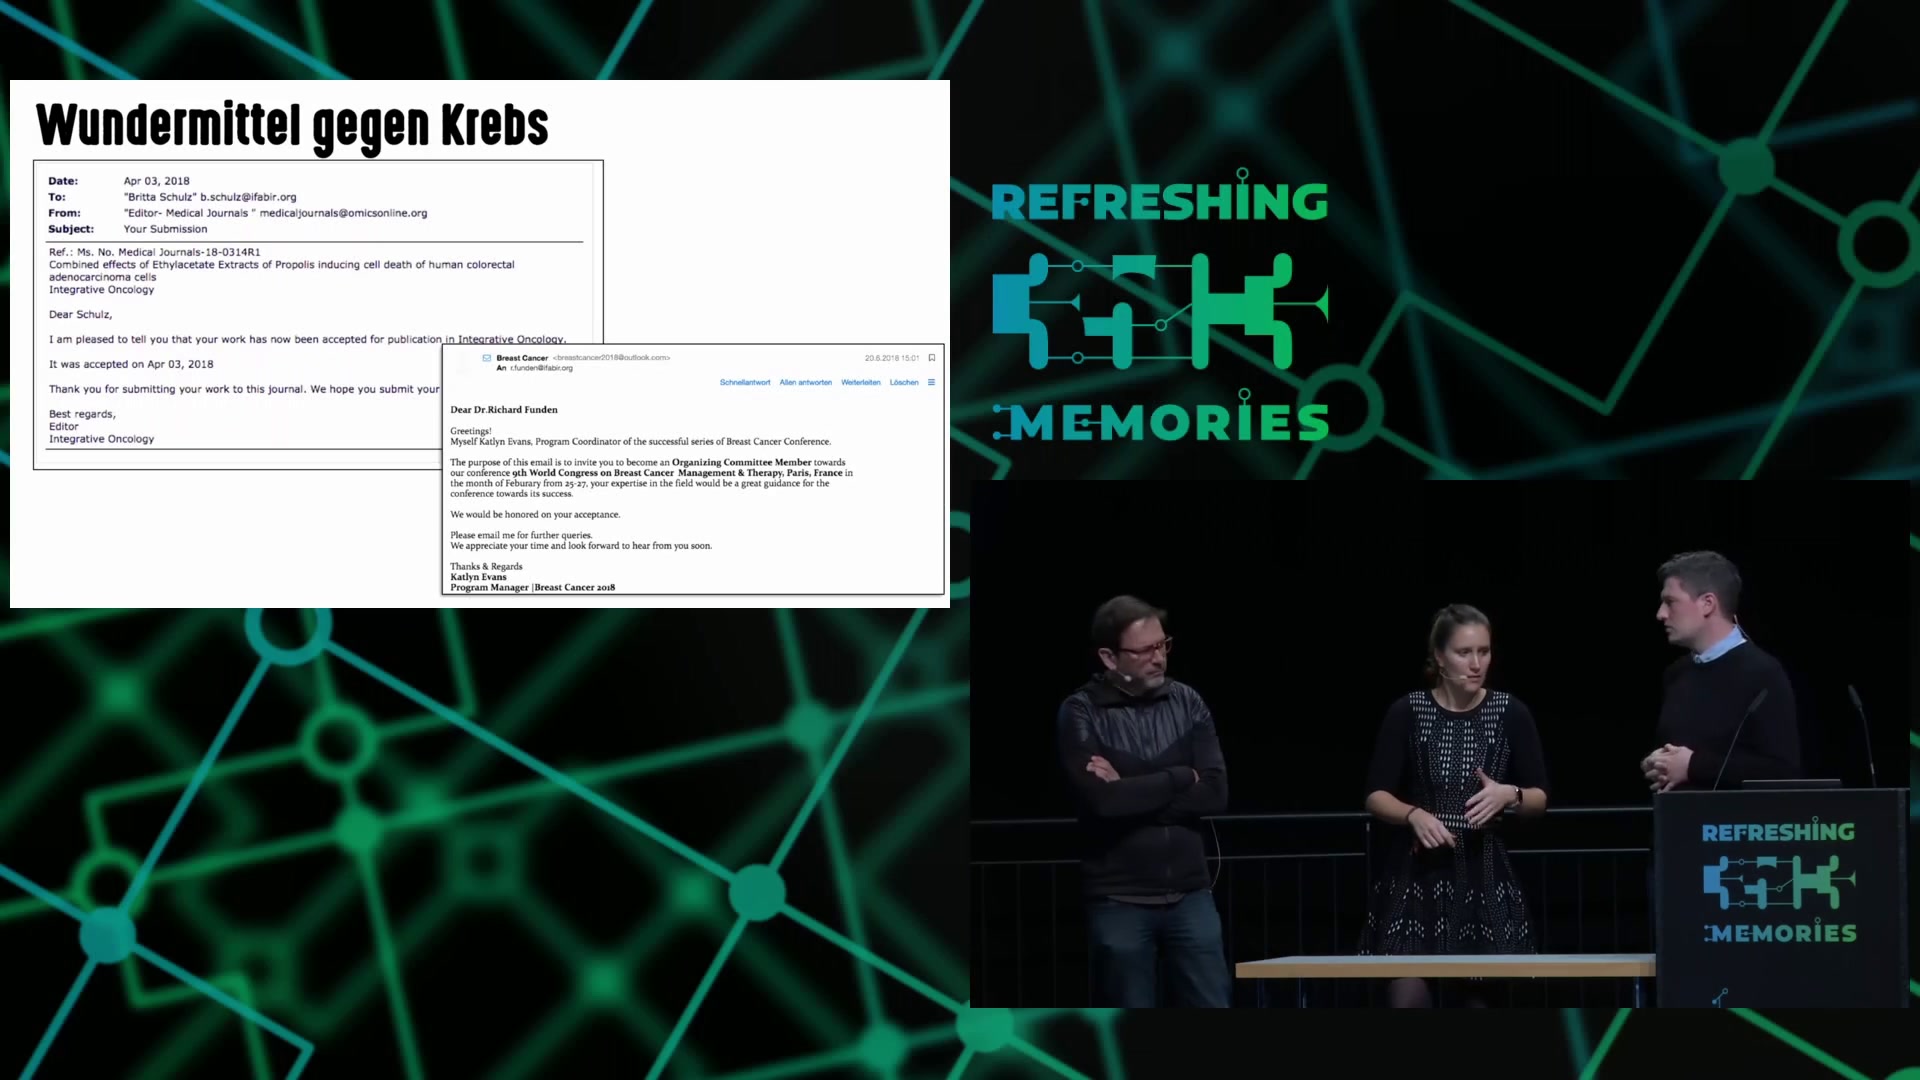 Wundermittel gegen Krebs
Date: Apr 03, 2018
To: "Britta Schulz" b.schulz@ifabir.org
From: "Editor- Medical Journals " medicaljournals@omicsonline.org
Subject: Your Submission
Ref.: Ms. No. Medical Journals-18-0314R1
Combined effects of Ethylacetate Extracts of Propolis inducing cell death of human colorectal
adenocarcinoma cells
Integrative Oncology
Dear Schulz,
I am pleased to tell you that your work has now been accepted for publication in Integrative Oncology.
It was accepted on Apr 03, 2018
Thank you for submitting your work to this journal. We hope you submit your
Best regards,
Editor
Integrative Oncology
Breast Cancer <breastcancer2018@outlook.com> 20.6.2018 15:01
An r.funden@ifabir.org
Schnellantwort Allen antworten Weiterleiten Löschen
Dear Dr.Richard Funden
Greetings!
Myself Katlyn Evans, Program Coordinator of the successful series of Breast Cancer Conference.
The purpose of this email is to invite you to become an Organizing Committee Member towards
our conference 9th World Congress on Breast Cancer Management & Therapy, Paris, France in
the month of Feburary from 25-27, your expertise in the field would be a great guidance for the
conference towards its success.
We would be honored on your acceptance.
Please email me for further queries.
We appreciate your time and look forward to hear from you soon.
Thanks & Regards
Katlyn Evans
Program Manager |Breast Cancer 2018
REFRESHING
MEMORIES
REFRESHING
MEMORIES